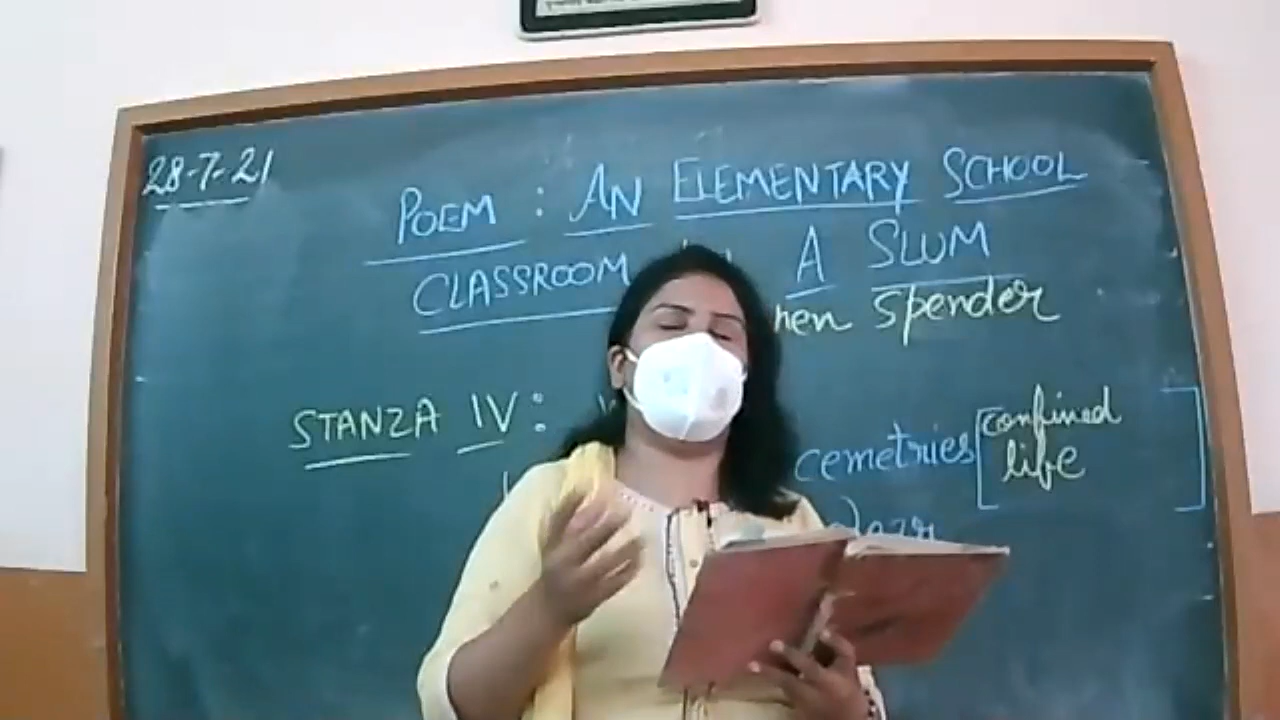 28-7-21
POEM : AN ELEMENTARY SCHOOL
CLASSROOM A SLUM
hen Spender
STANZA IV :
cemetries [confined
life ]